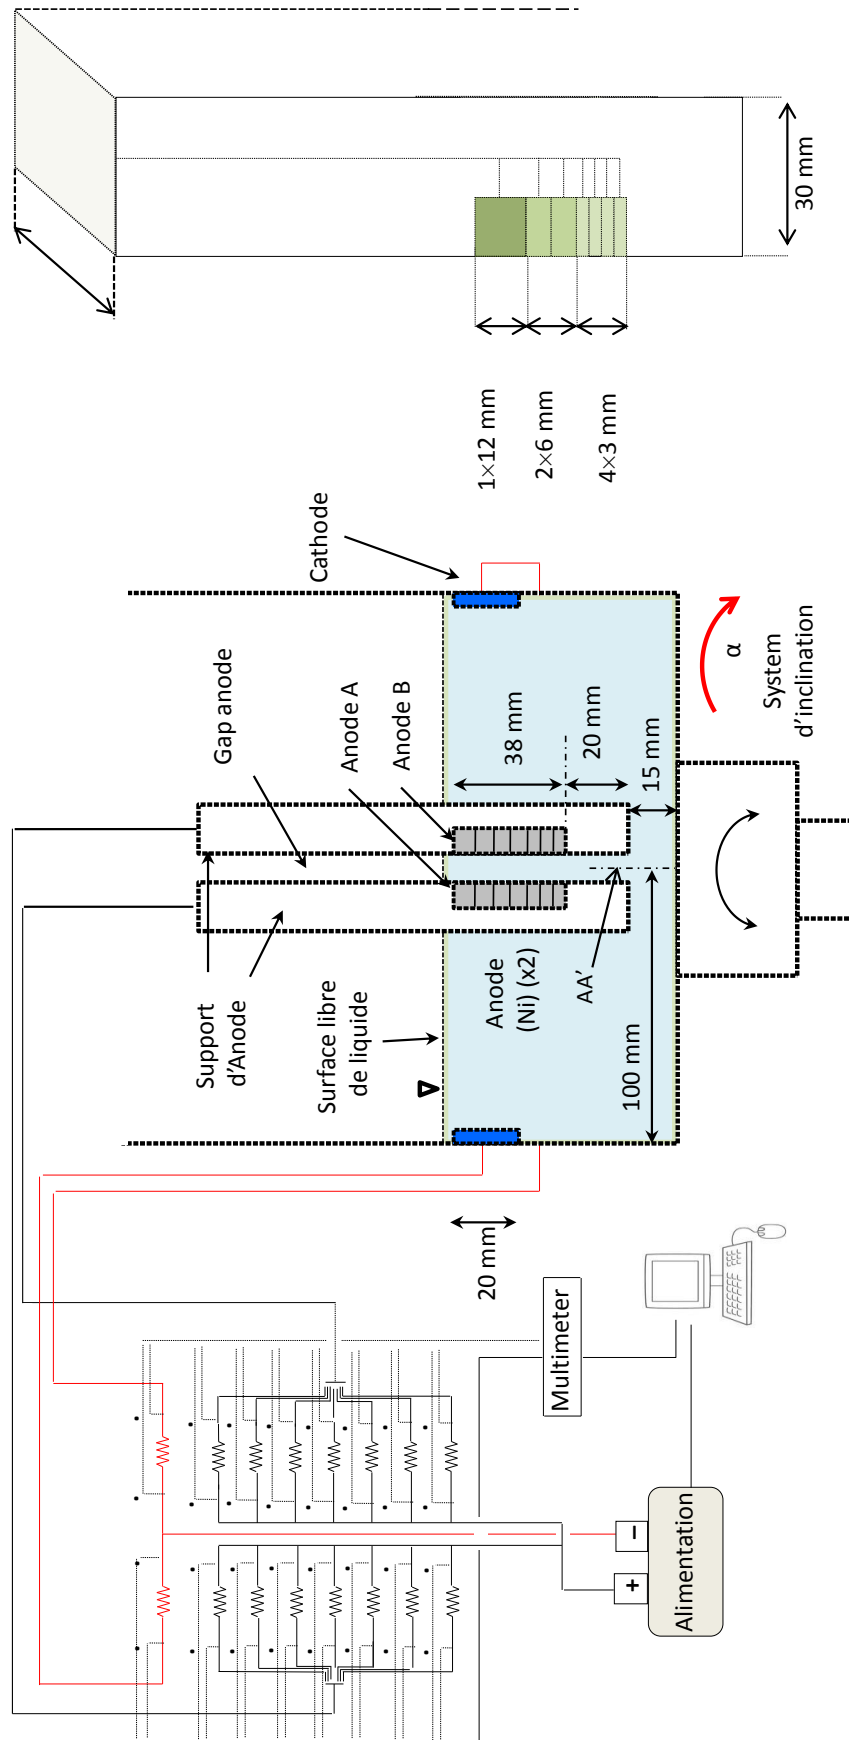 30 mm
1×12 mm
2×6 mm
4×3 mm
Cathode
Gap anode
Anode A
Anode B
38 mm
20 mm
15 mm
α
System
d'inclination
Support
d'Anode
Surface libre
de liquide
Anode
(Ni) (x2)
AA'
100 mm
20 mm
Multimeter
+
−
Alimentation